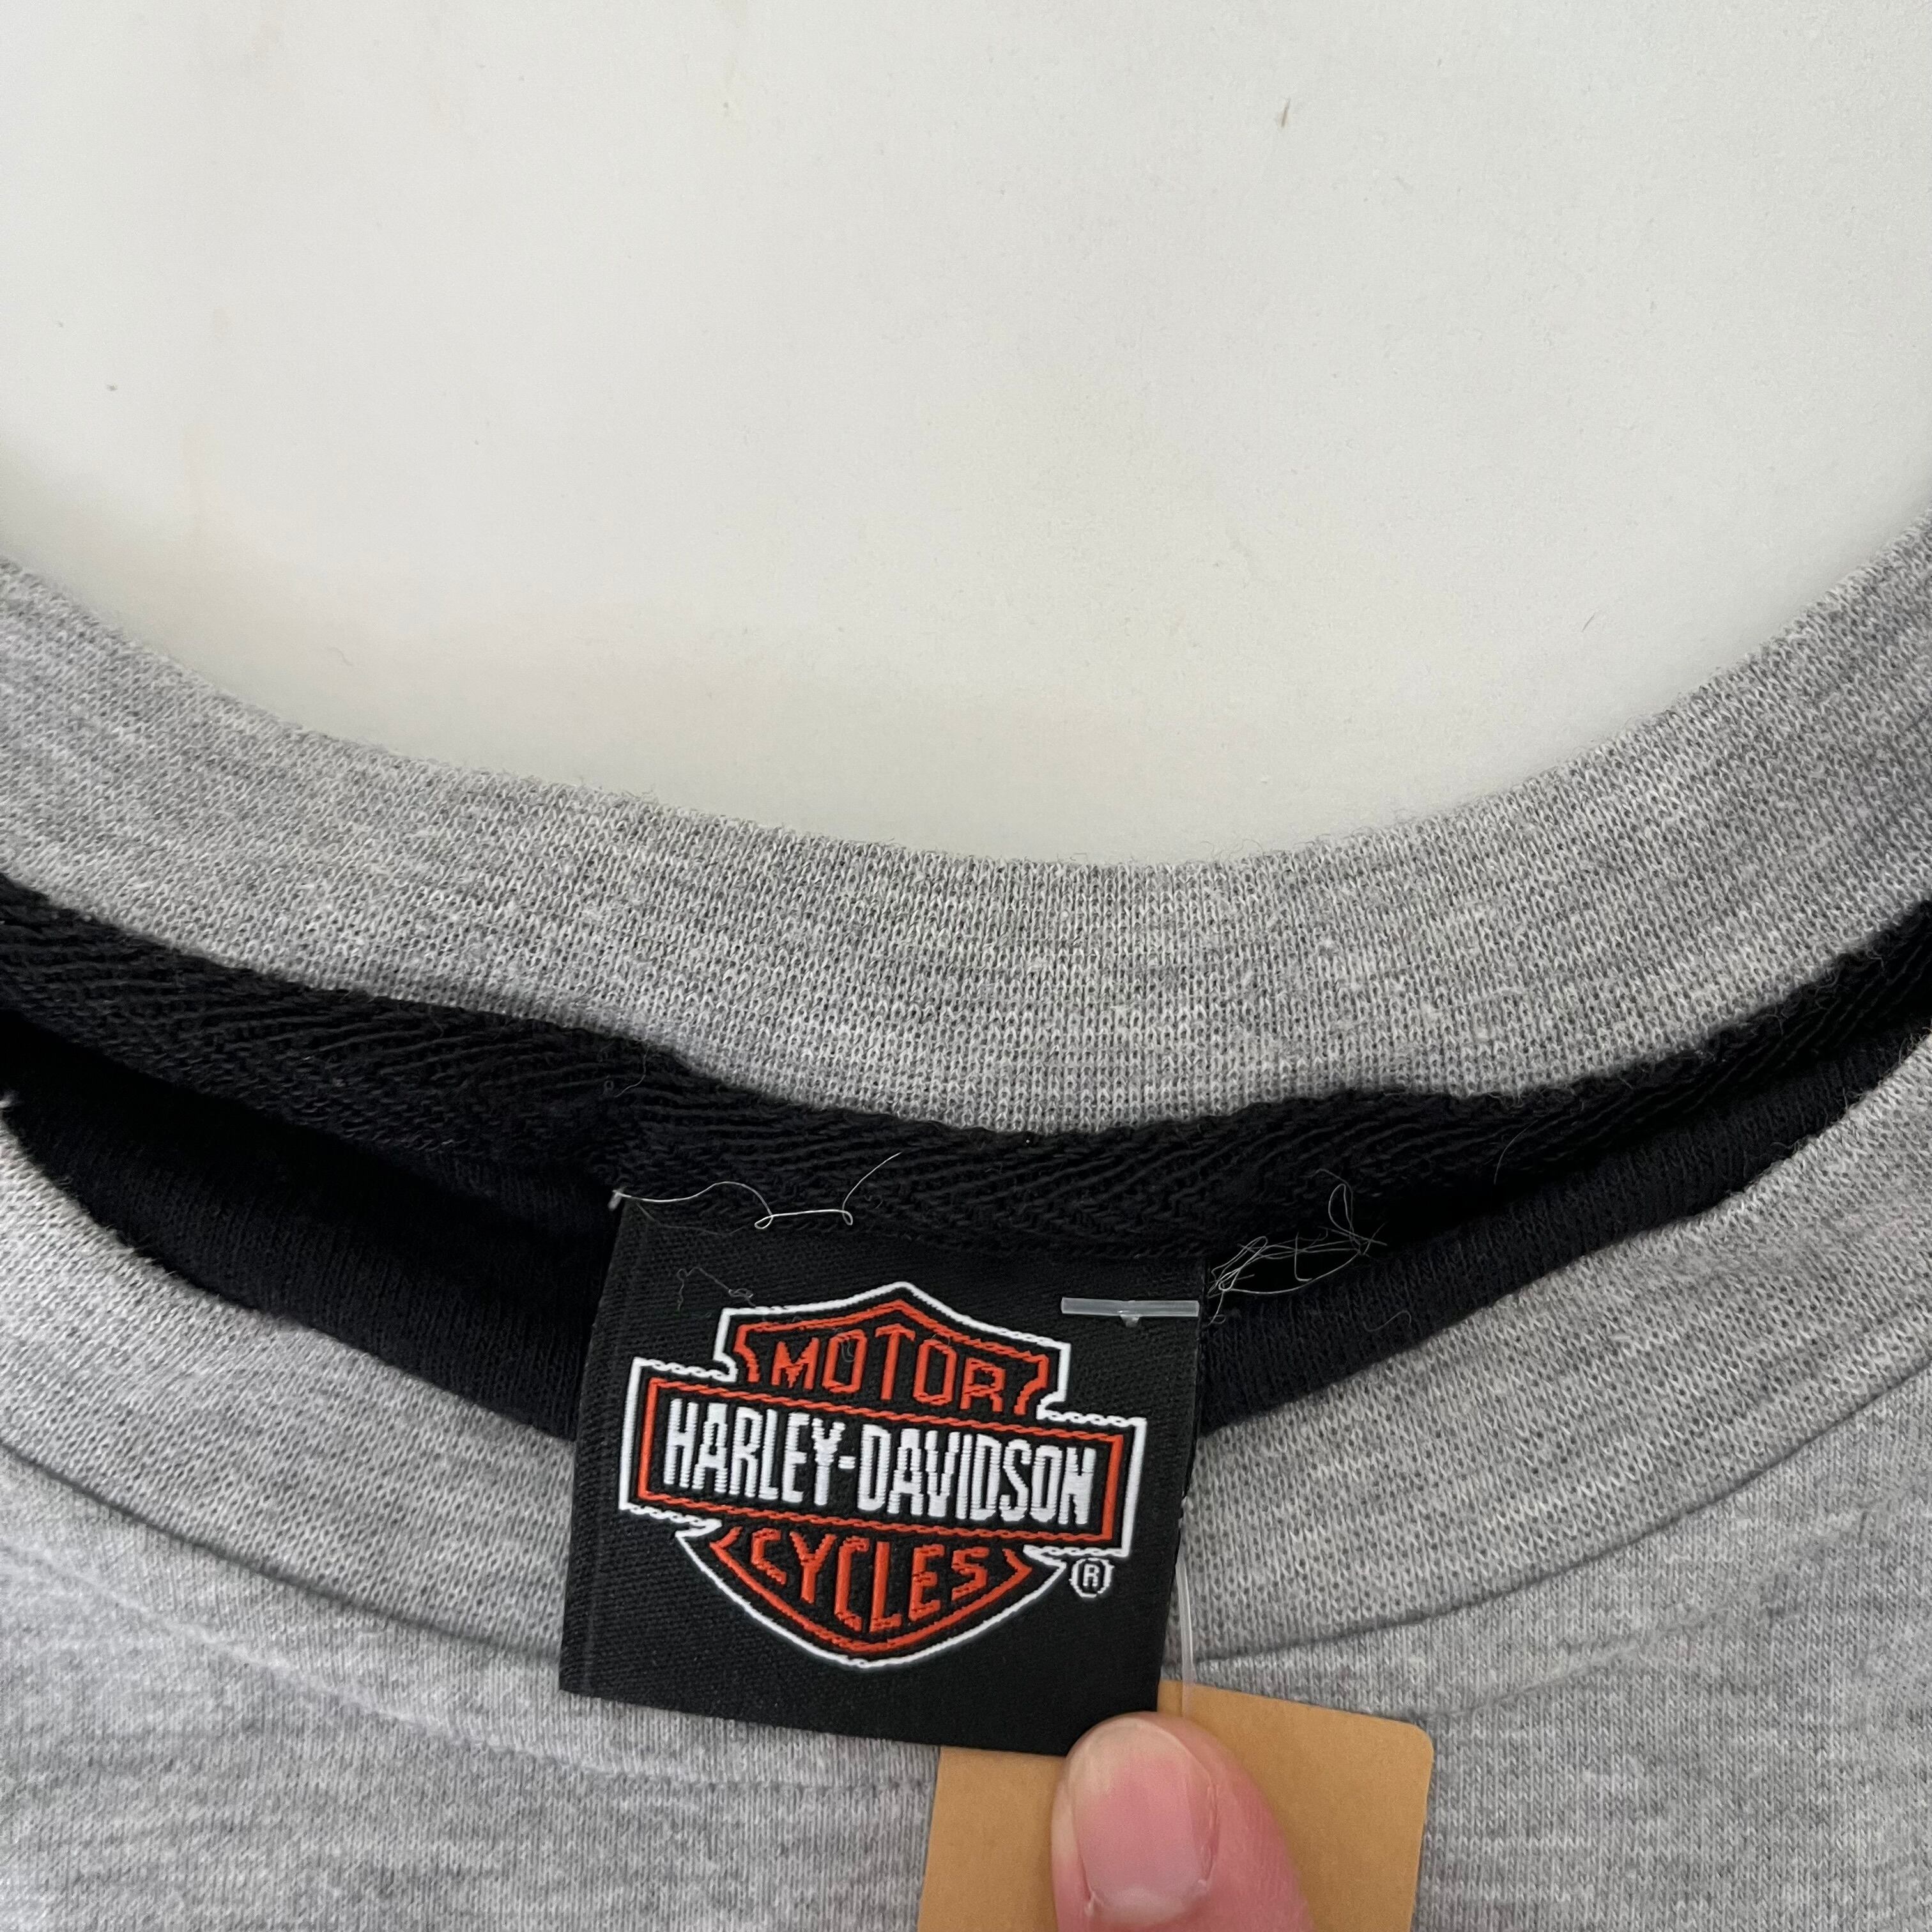 MOTOR
HARLEY-DAVIDSON
CYCLES
®